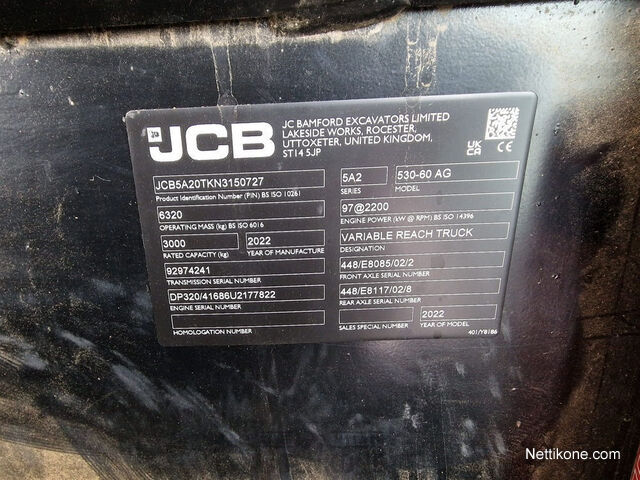 JCB
JC BAMFORD EXCAVATORS LIMITED
LAKESIDE WORKS, ROCESTER,
UTTOXETER, UNITED KINGDOM,
ST14 5JP
UK
CA
CE
JCB5A20TKN3150727
Product Identification Number (PIN) BS ISO 10261
6320
OPERATING MASS (kg) BS ISO 6016
3000 2022
RATED CAPACITY (kg) YEAR OF MANUFACTURE
92974241
TRANSMISSION SERIAL NUMBER
DP320/41686U2177822
ENGINE SERIAL NUMBER
HOMOLOGATION NUMBER
5A2 530-60 AG
SERIES MODEL
97@2200
ENGINE POWER (kW @ RPM) BS ISO 14396
VARIABLE REACH TRUCK
DESIGNATION
448/E8085/02/2
FRONT AXLE SERIAL NUMBER
448/E8117/02/8
REAR AXLE SERIAL NUMBER
2022
SALES SPECIAL NUMBER YEAR OF MODEL
401/Y8186
Nettikone.com